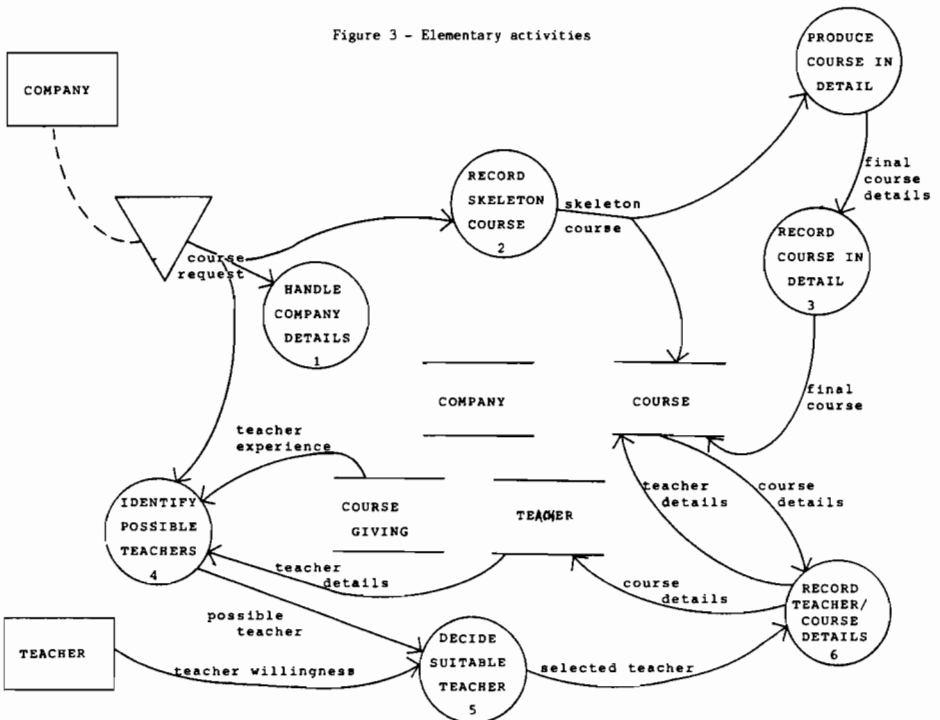 Figure 3 - Elementary activities
PRODUCE
COURSE IN
DETAIL
COMPANY
final
course
details
RECORD
SKELETON
COURSE
2
skeleton
course
RECORD
COURSE IN
DETAIL
3
course
request
HANDLE
COMPANY
DETAILS
1
COMPANY
COURSE
final
course
teacher
experience
teacher
details
course
details
IDENTIFY
POSSIBLE
TEACHERS
4
COURSE
GIVING
TEACHER
teacher
details
course
details
RECORD
TEACHER/
COURSE
DETAILS
6
possible
teacher
TEACHER
teacher willingness
DECIDE
SUITABLE
TEACHER
5
selected teacher